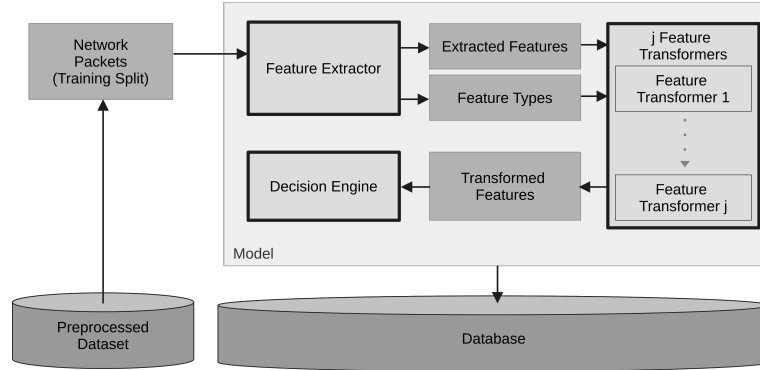 Network
Packets
(Training Split)
Feature Extractor
Extracted Features
Feature Types
j Feature
Transformers
Feature
Transformer 1
Feature
Transformer j
Decision Engine
Transformed
Features
Model
Preprocessed
Dataset
Database